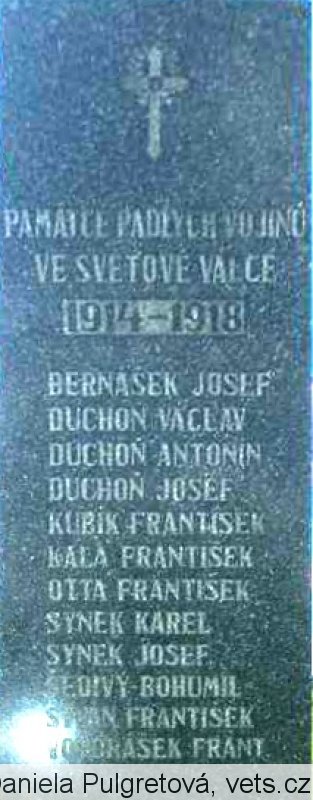 PAMÁTCE PADLÝCH VOJÍNŮ
VE SVĚTOVÉ VÁLCE
1914-1918
BERNÁŠEK JOSEF
DUCHOŇ VÁCLAV
DUCHOŇ ANTONÍN
DUCHOŇ JOSEF
KUBÍK FRANTIŠEK
KÁLA FRANTIŠEK
OTTA FRANTIŠEK
SYNEK KAREL
SYNEK JOSEF
ŠEDIVÝ BOHUMIL
FRANTIŠEK
FRANT.
Daniela Pulgretová, vets.cz